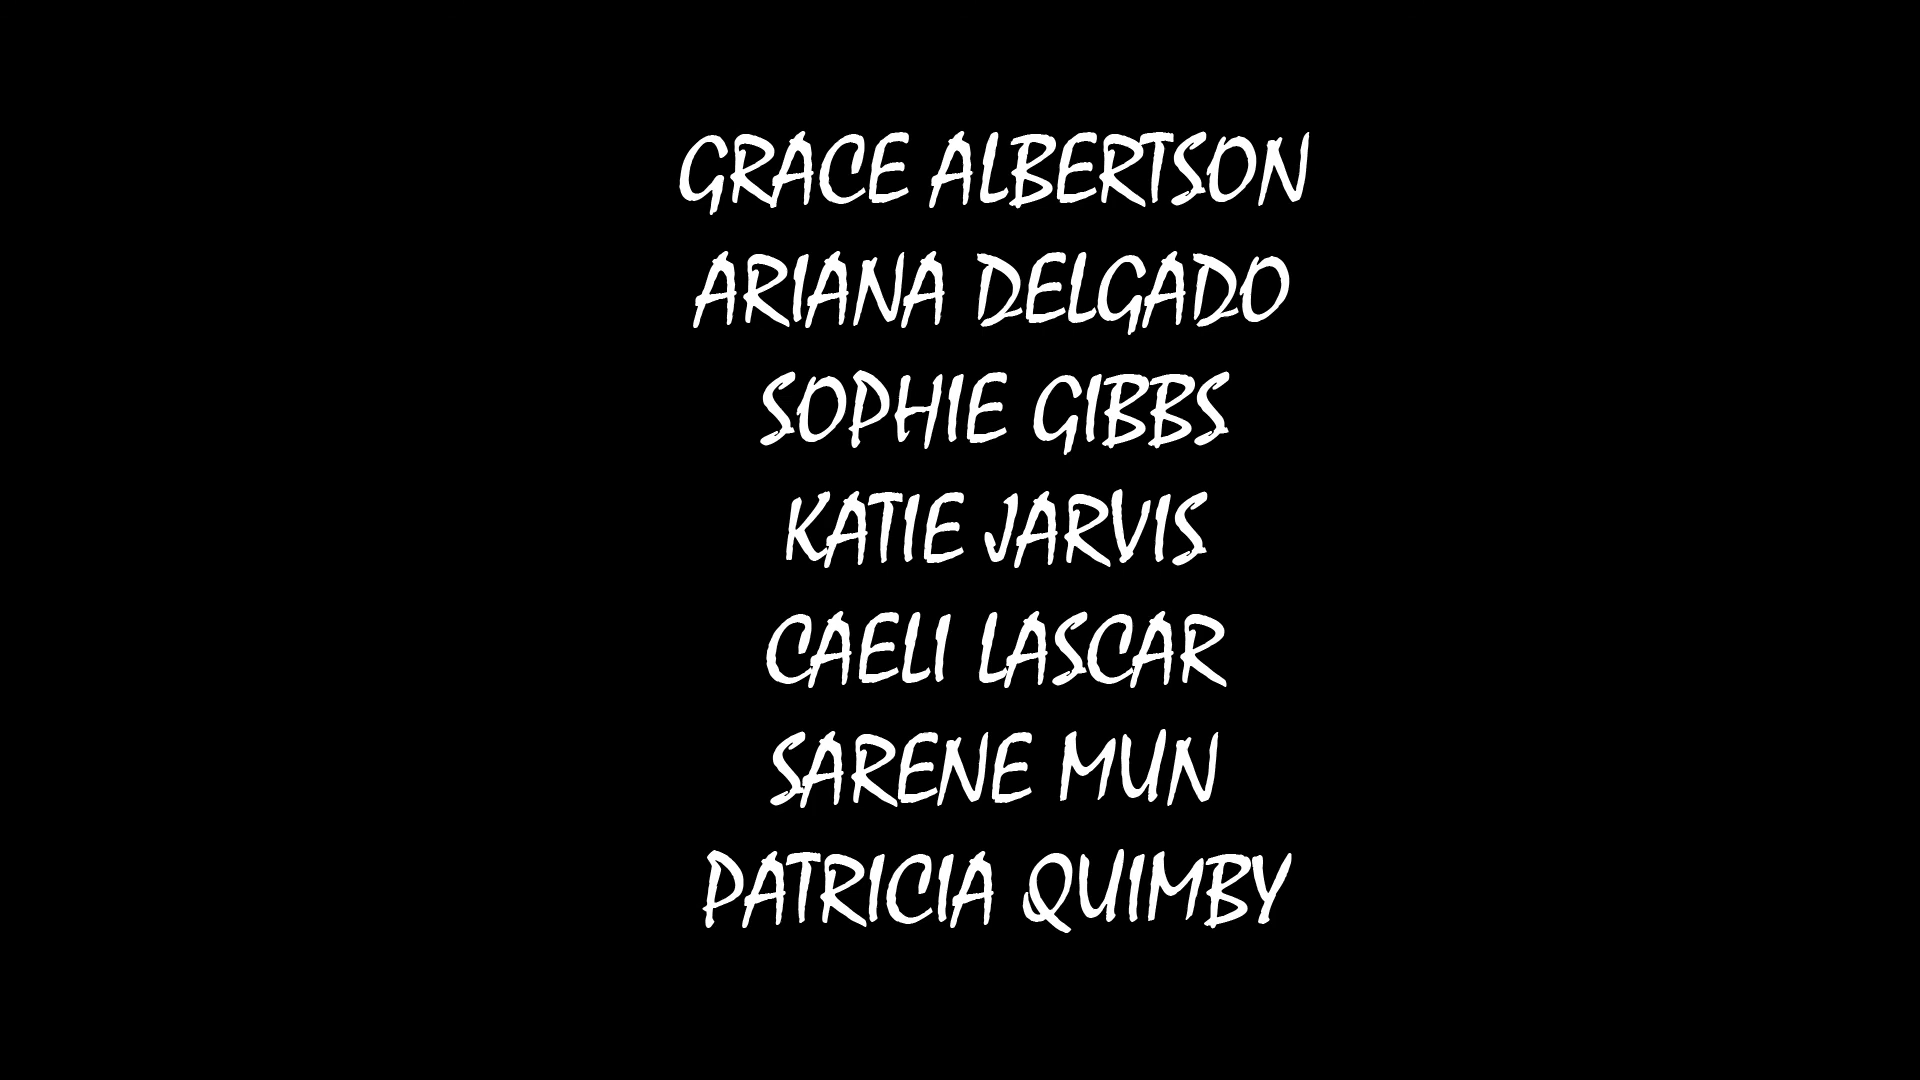 GRACE ALBERTSON
ARIANA DELGADO
SOPHIE GIBBS
KATIE JARVIS
CAELI LASCAR
SARENE MUN
PATRICIA QUIMBY